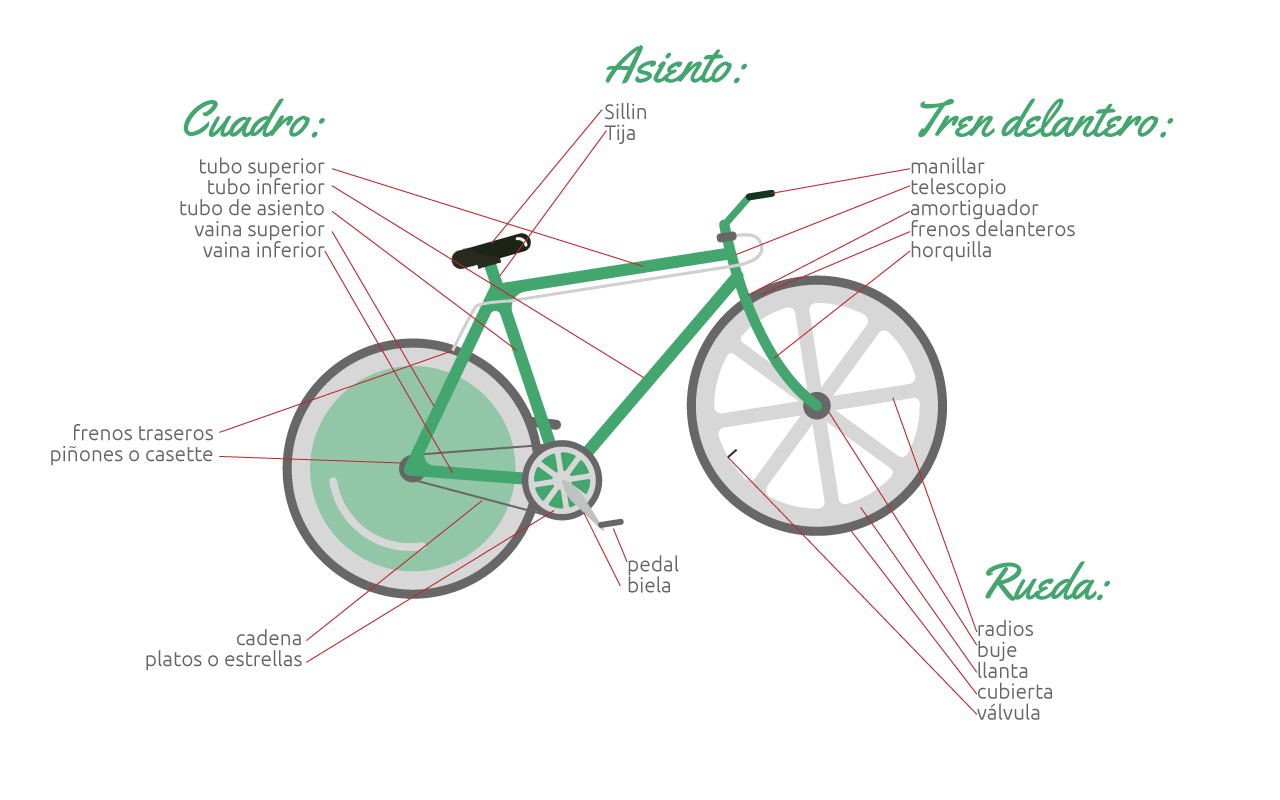 Asiento:
Sillin
Tija
Cuadro:
tubo superior
tubo inferior
tubo de asiento
vaina superior
vaina inferior
Tren delantero:
manillar
telescopio
amortiguador
frenos delanteros
horquilla
frenos traseros
piñones o casette
pedal
biela
cadena
platos o estrellas
Rueda:
radios
buje
llanta
cubierta
válvula